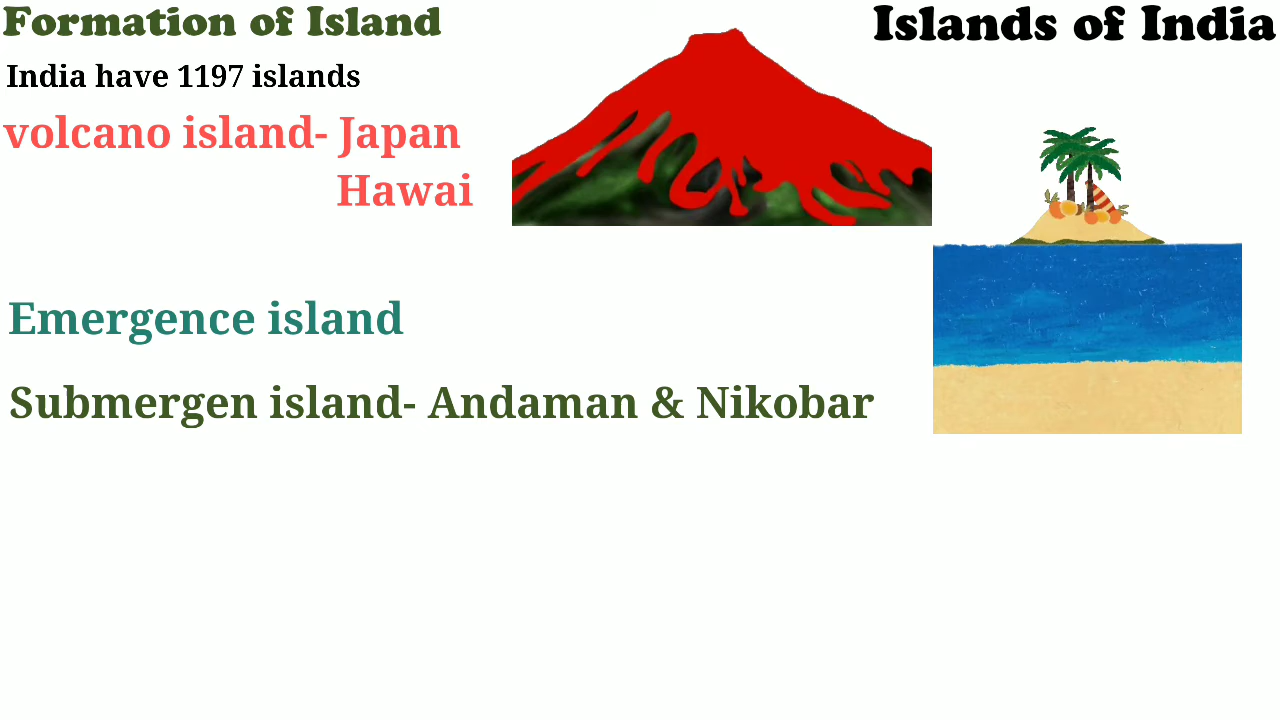 Formation of Island
Islands of India
India have 1197 islands
volcano island- Japan
Hawai
Emergence island
Submergen island- Andaman & Nikobar